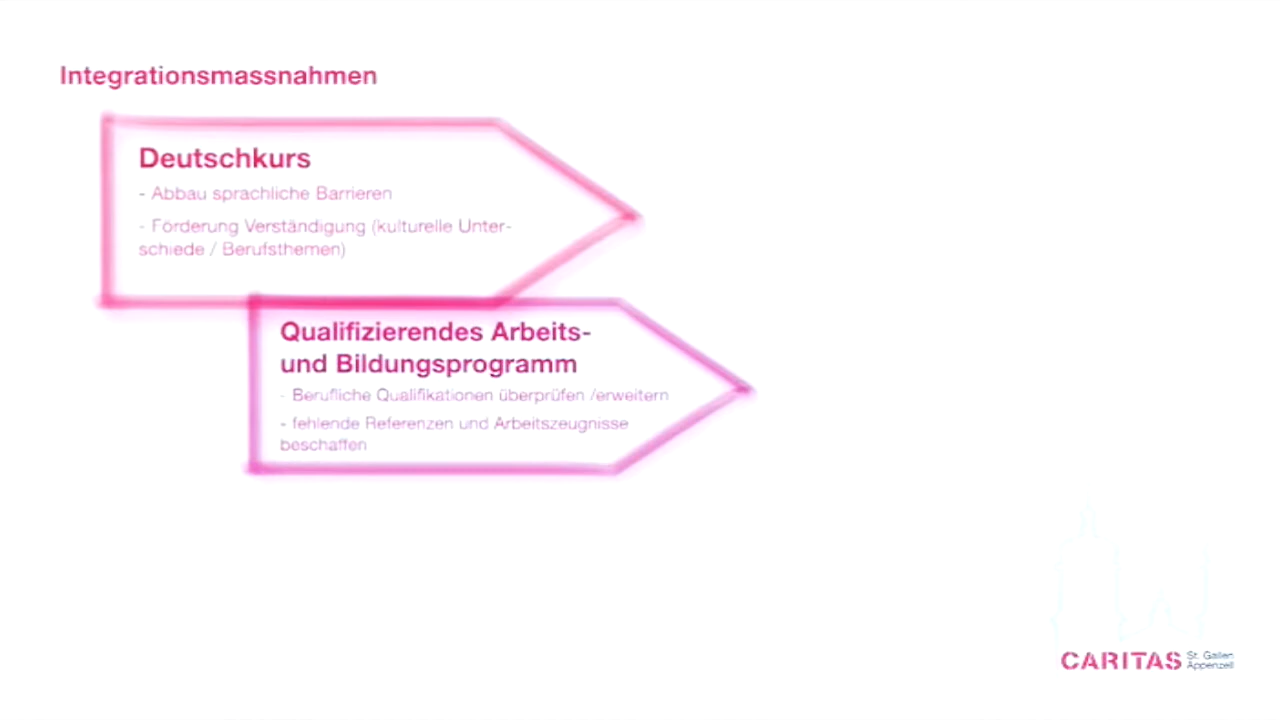 Integrationsmassnahmen
Deutschkurs
- Abbau sprachliche Barrieren
- Förderung Verständigung (kulturelle Unter-
schiede / Berufsthemen)
Qualifizierendes Arbeits-
und Bildungsprogramm
- Berufliche Qualifikationen überprüfen /erweitern
- fehlende Referenzen und Arbeitszeugnisse
beschaffen
CARITAS St. Gallen
Appenzell